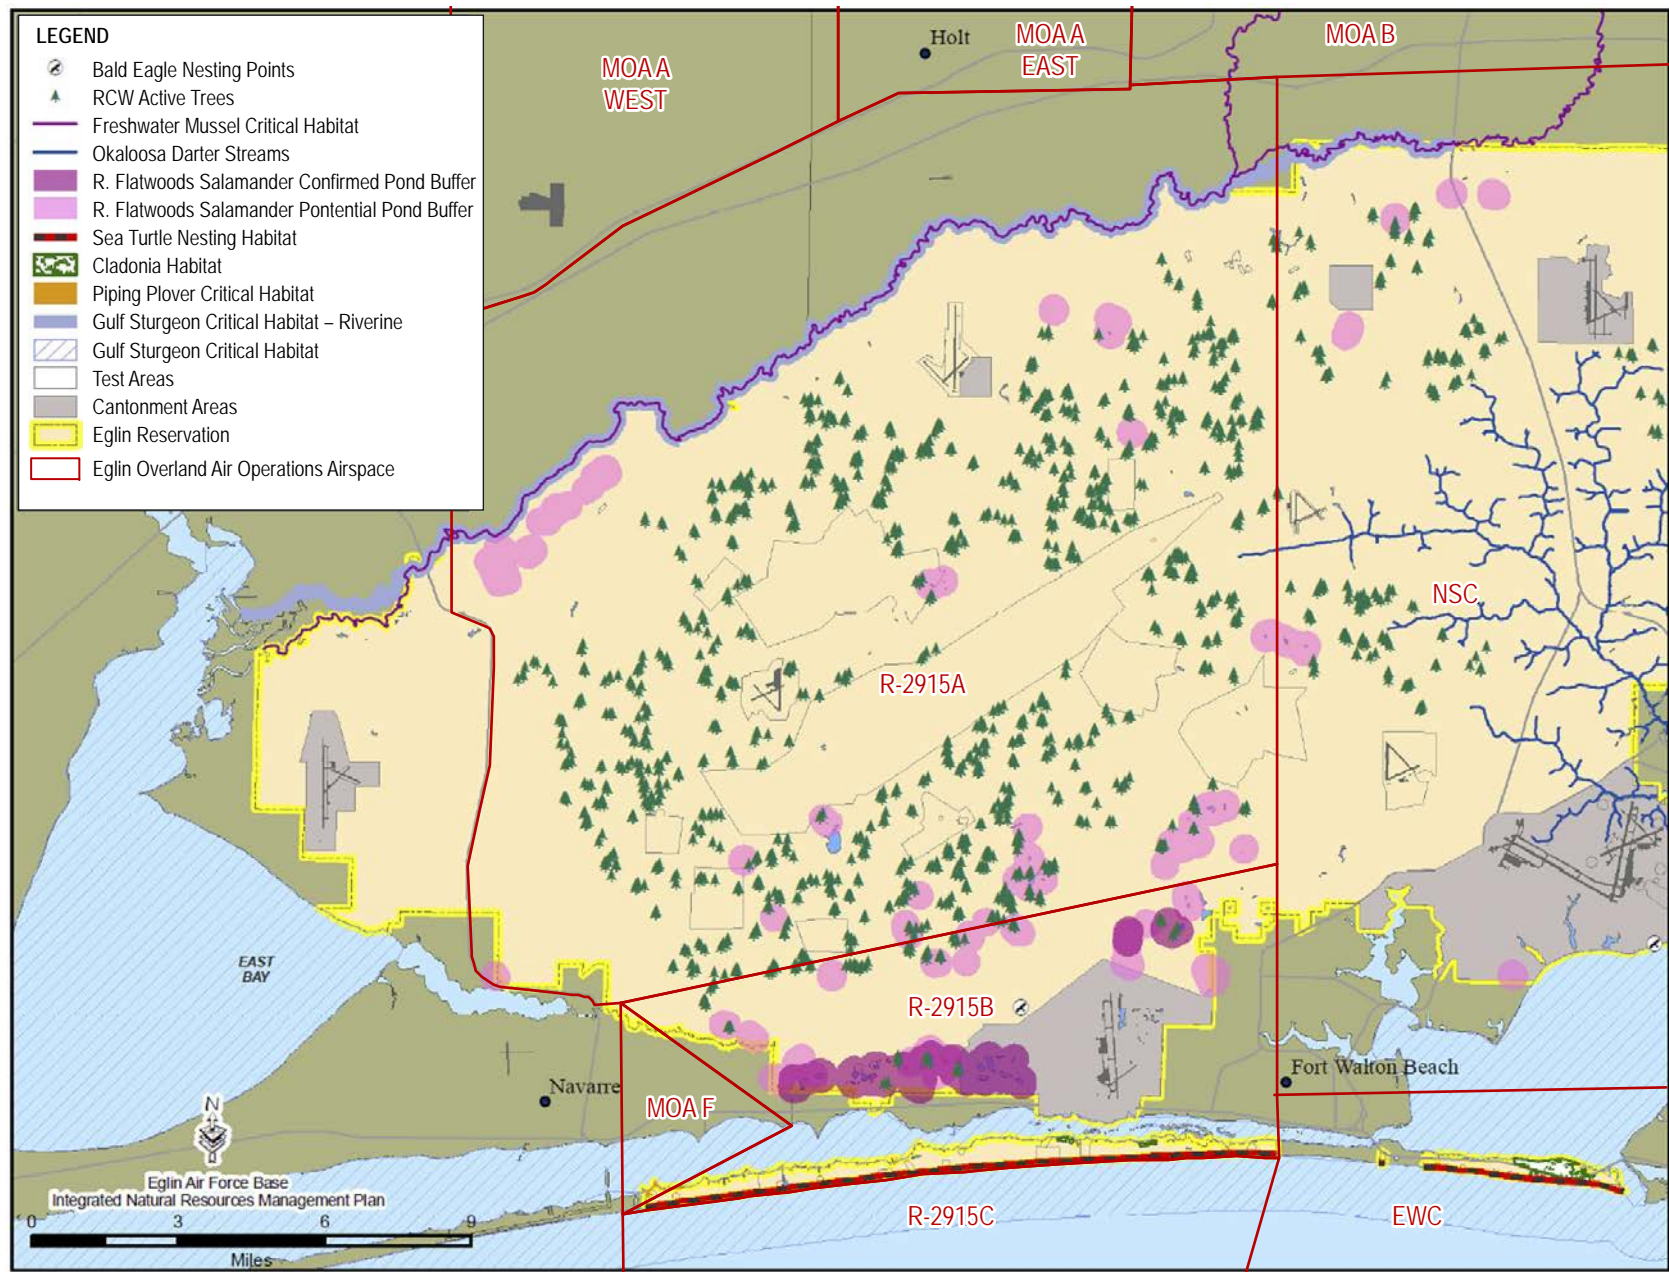 LEGEND
Bald Eagle Nesting Points
RCW Active Trees
Freshwater Mussel Critical Habitat
Okaloosa Darter Streams
R. Flatwoods Salamander Confirmed Pond Buffer
R. Flatwoods Salamander Pontential Pond Buffer
Sea Turtle Nesting Habitat
Cladonia Habitat
Piping Plover Critical Habitat
Gulf Sturgeon Critical Habitat – Riverine
Gulf Sturgeon Critical Habitat
Test Areas
Cantonment Areas
Eglin Reservation
Eglin Overland Air Operations Airspace
MOA A
WEST
Holt
MOA A
EAST
MOA B
NSC
R-2915A
EAST
BAY
R-2915B
Navarre
MOA F
Fort Walton Beach
R-2915C
EWC
N
Eglin Air Force Base
Integrated Natural Resources Management Plan
0 3 6 9
Miles